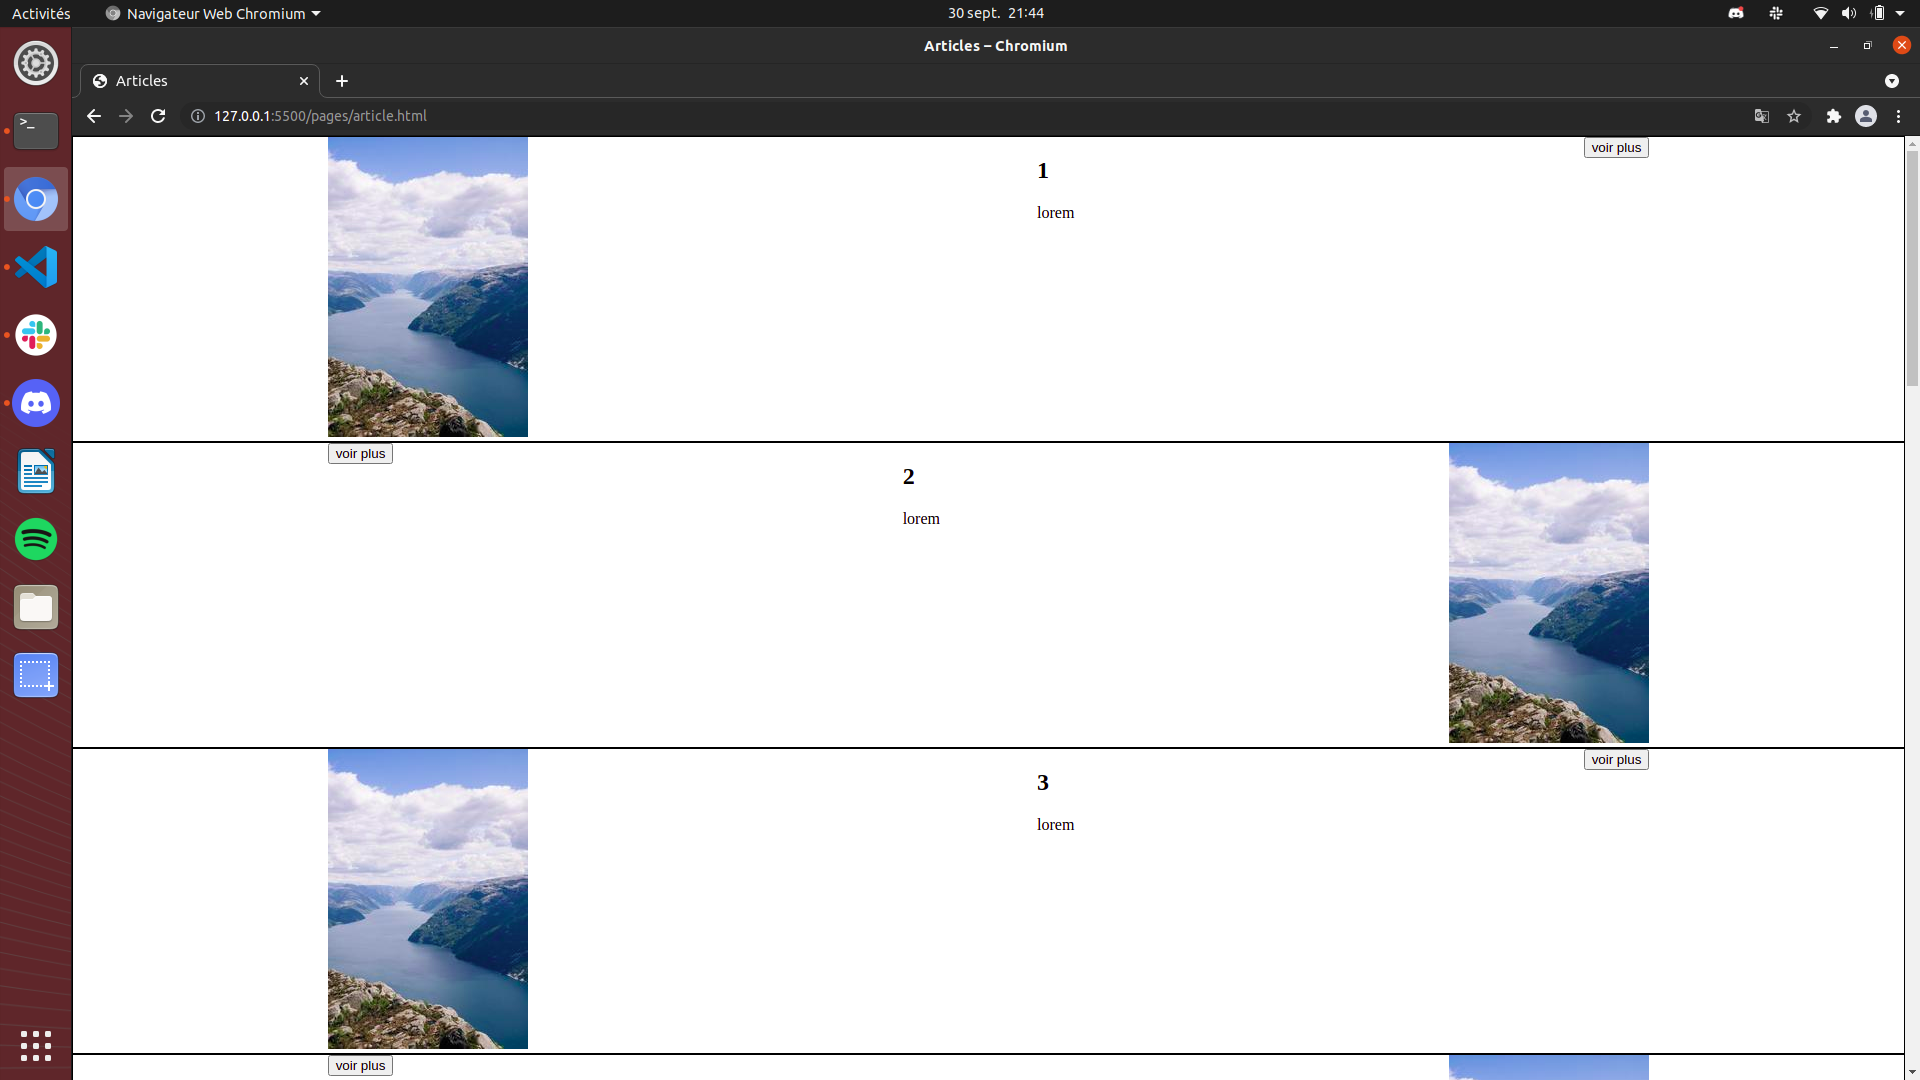 Activités
Navigateur Web Chromium
30 sept. 21:44
Articles – Chromium
Articles
127.0.0.1:5500/pages/article.html
1
voir plus
lorem
voir plus
2
lorem
3
voir plus
lorem
voir plus